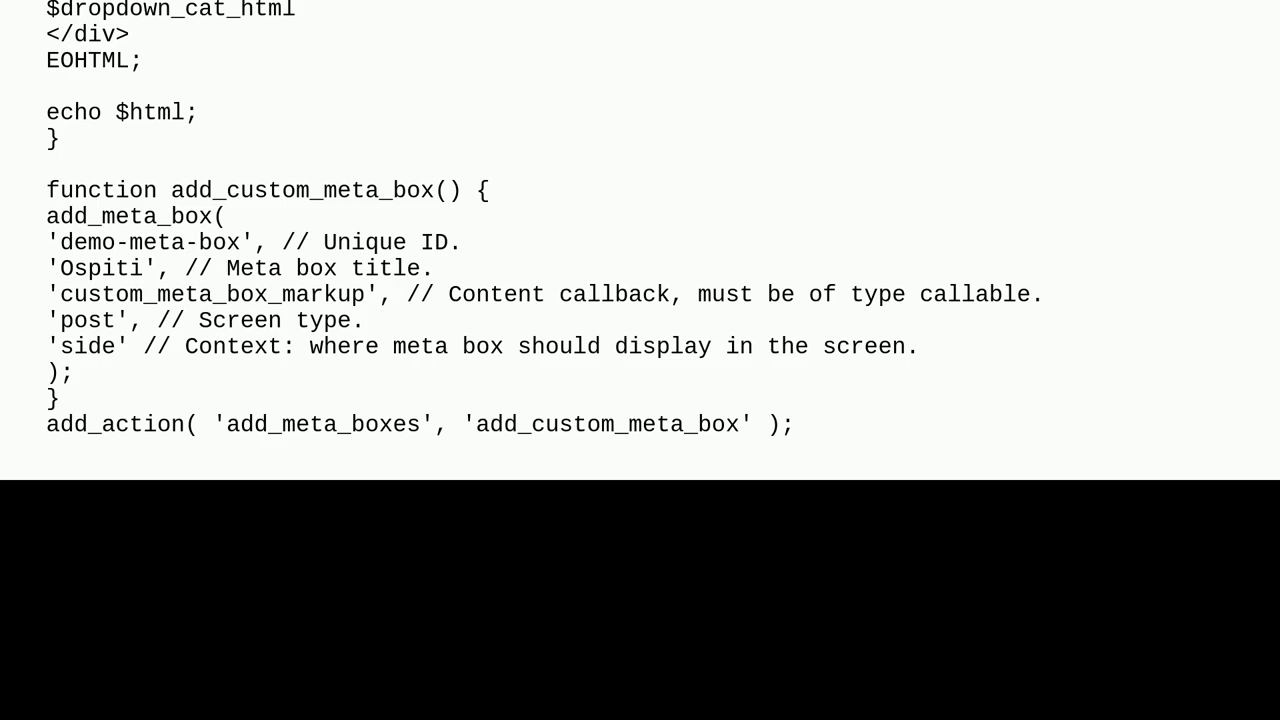 $dropdown_cat_html
</div>
EOHTML;
echo $html;
}
function add_custom_meta_box() {
add_meta_box(
'demo-meta-box', // Unique ID.
'Ospiti', // Meta box title.
'custom_meta_box_markup', // Content callback, must be of type callable.
'post', // Screen type.
'side' // Context: where meta box should display in the screen.
);
}
add_action( 'add_meta_boxes', 'add_custom_meta_box' );